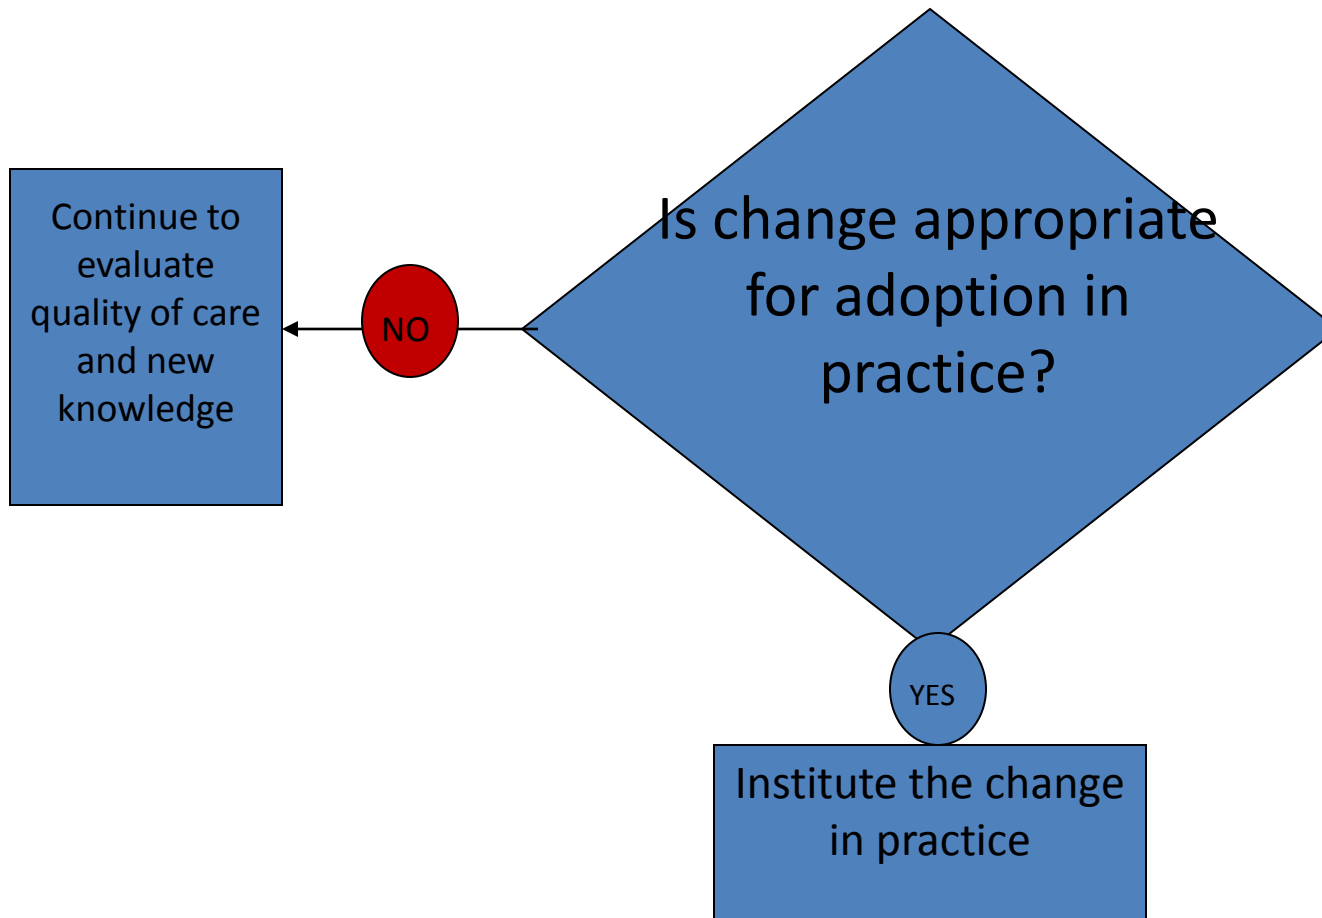 Is change appropriate
for adoption in
practice?
NO
Continue to
evaluate
quality of care
and new
knowledge
YES
Institute the change
in practice